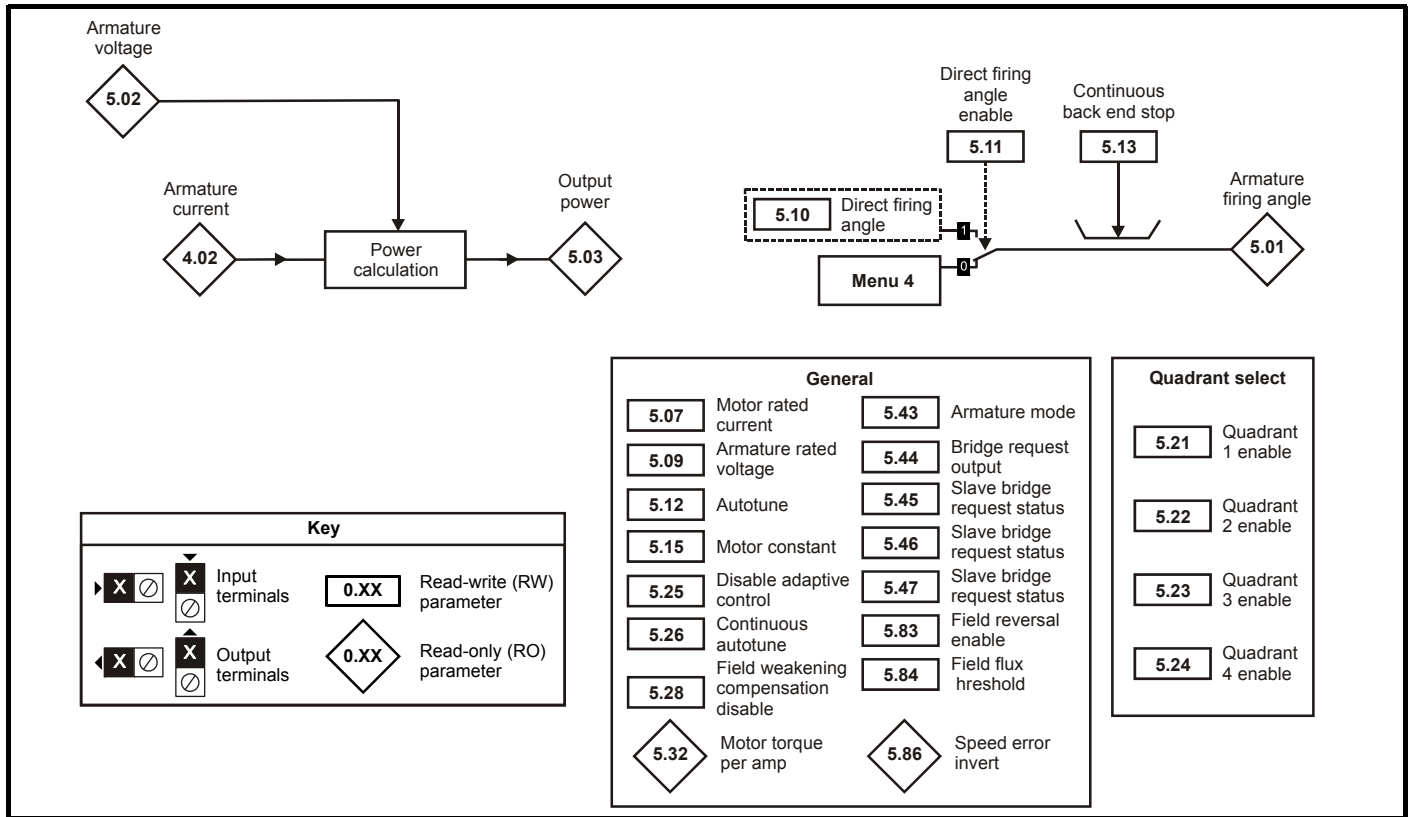 Armature
voltage
5.02
Armature
current
4.02
Power
calculation
Output
power
5.03
Direct firing
angle
enable
5.11
Continuous
back end stop
5.13
5.10
Direct firing
angle
1
0
Menu 4
Armature
firing angle
5.01
Key
X
X
Input
terminals
0.XX
Read-write (RW)
parameter
X
X
Output
terminals
0.XX
Read-only (RO)
parameter
General
5.07
Motor rated
current
5.09
Armature rated
voltage
5.12
Autotune
5.15
Motor constant
5.25
Disable adaptive
control
5.26
Continuous
autotune
5.28
Field weakening
compensation
disable
5.32
Motor torque
per amp
5.43
Armature mode
5.44
Bridge request
output
5.45
Slave bridge
request status
5.46
Slave bridge
request status
5.47
Slave bridge
request status
5.83
Field reversal
enable
5.84
Field flux
hreshold
5.86
Speed error
invert
Quadrant select
5.21
Quadrant
1 enable
5.22
Quadrant
2 enable
5.23
Quadrant
3 enable
5.24
Quadrant
4 enable